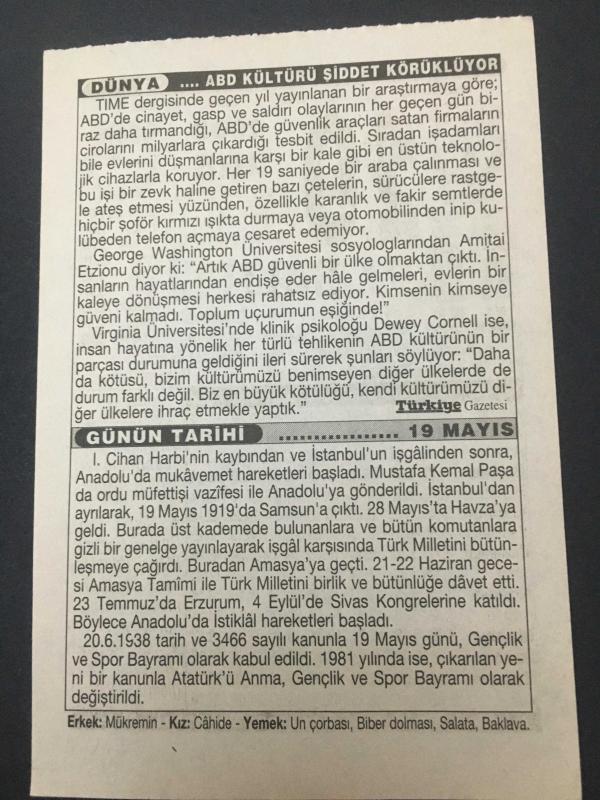 DÜNYA .... ABD KÜLTÜRÜ ŞİDDET KÖRÜKLÜYOR
TIME dergisinde geçen yıl yayınlanan bir araştırmaya göre;
ABD'de cinayet, gasp ve saldırı olaylarının her geçen gün bi-
raz daha tırmandığı, ABD'de güvenlik araçları satan firmaların
cirolarını milyarlara çıkardığı tesbit edildi. Sıradan işadamları
bile evlerini düşmanlarına karşı bir kale gibi en üstün teknolo-
jik cihazlarla koruyor. Her 19 saniyede bir araba çalınması ve
bu işi bir zevk haline getiren bazı çetelerin, sürücülere rastge-
le ateş etmesi yüzünden, özellikle karanlık ve fakir semtlerde
hiçbir şoför kırmızı ışıkta durmaya veya otomobilinden inip ku-
lübeden telefon açmaya cesaret edemiyor.
George Washington Üniversitesi sosyologlarından Amitai
Etzionu diyor ki: “Artık ABD güvenli bir ülke olmaktan çıktı. İn-
sanların hayatlarından endişe eder hâle gelmeleri, evlerin bir
kaleye dönüşmesi herkesi rahatsız ediyor. Kimsenin kimseye
güveni kalmadı. Toplum uçurumun eşiğinde!”
Virginia Üniversitesi'nde klinik psikoloğu Dewey Cornell ise,
insan hayatına yönelik her türlü tehlikenin ABD kültürünün bir
parçası durumuna geldiğini ileri sürerek şunları söylüyor: “Daha
da kötüsü, bizim kültürümüzü benimseyen diğer ülkelerde de
durum farklı değil. Biz en büyük kötülüğü, kendi kültürümüzü di-
ğer ülkelere ihraç etmekle yaptık.” Türkiye Gazetesi
GÜNÜN TARİHİ .................. 19 MAYIS
I. Cihan Harbi'nin kaybından ve İstanbul'un işgâlinden sonra,
Anadolu'da mukâvemet hareketleri başladı. Mustafa Kemal Paşa
da ordu müfettişi vazîfesi ile Anadolu'ya gönderildi. İstanbul'dan
ayrılarak, 19 Mayıs 1919'da Samsun'a çıktı. 28 Mayıs'ta Havza'ya
geldi. Burada üst kademede bulunanlara ve bütün komutanlara
gizli bir genelge yayınlayarak işgâl karşısında Türk Milletini bütün-
leşmeye çağırdı. Buradan Amasya'ya geçti. 21-22 Haziran gece-
si Amasya Tamîmi ile Türk Milletini birlik ve bütünlüğe dâvet etti.
23 Temmuz'da Erzurum, 4 Eylül'de Sivas Kongrelerine katıldı.
Böylece Anadolu'da İstiklâl hareketleri başladı.
20.6.1938 tarih ve 3466 sayılı kanunla 19 Mayıs günü, Gençlik
ve Spor Bayramı olarak kabul edildi. 1981 yılında ise, çıkarılan ye-
ni bir kanunla Atatürk'ü Anma, Gençlik ve Spor Bayramı olarak
değiştirildi.
Erkek: Mükremin - Kız: Câhide - Yemek: Un çorbası, Biber dolması, Salata, Baklava.